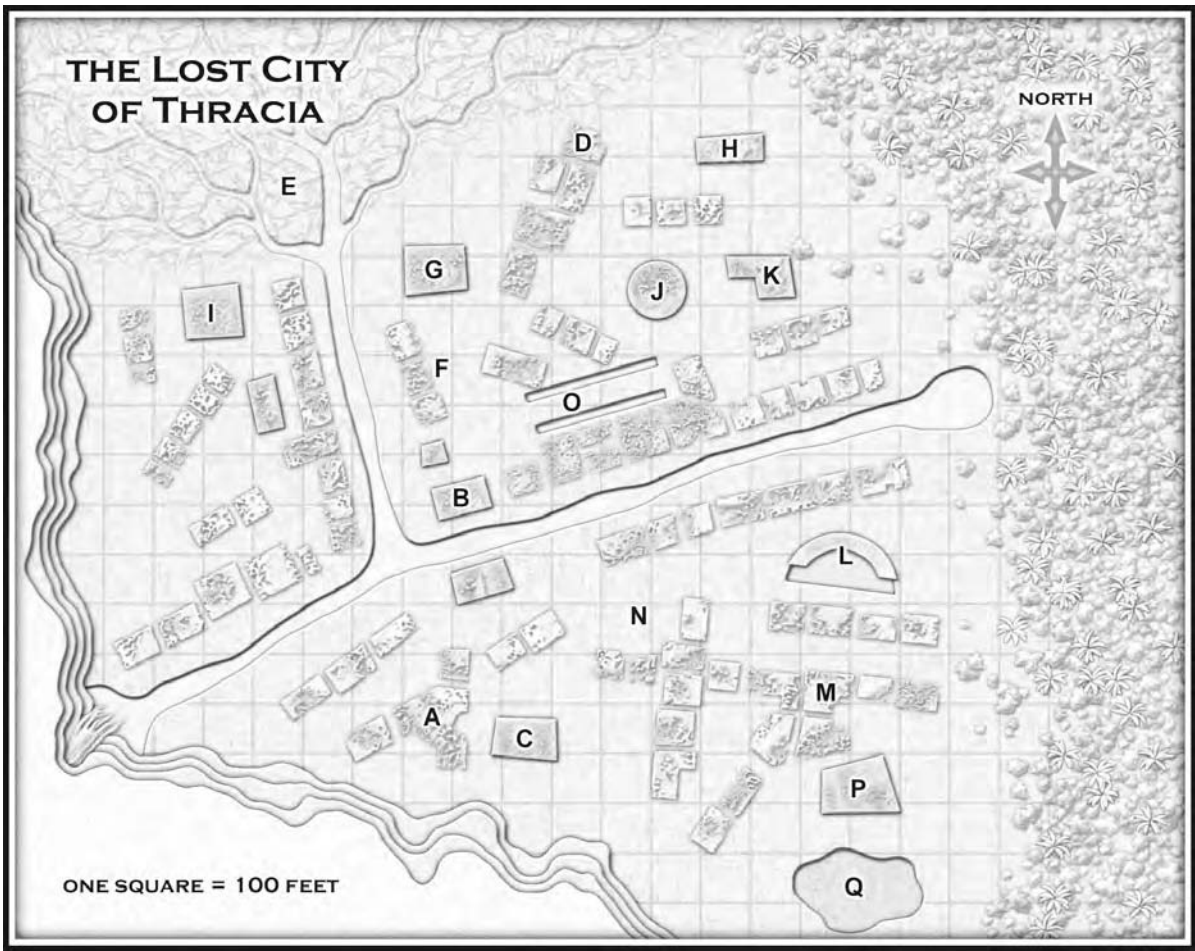 THE LOST CITY
OF THRACIA
NORTH
D
H
E
G
J
K
I
F
O
B
L
N
M
A
C
P
Q
ONE SQUARE = 100 FEET